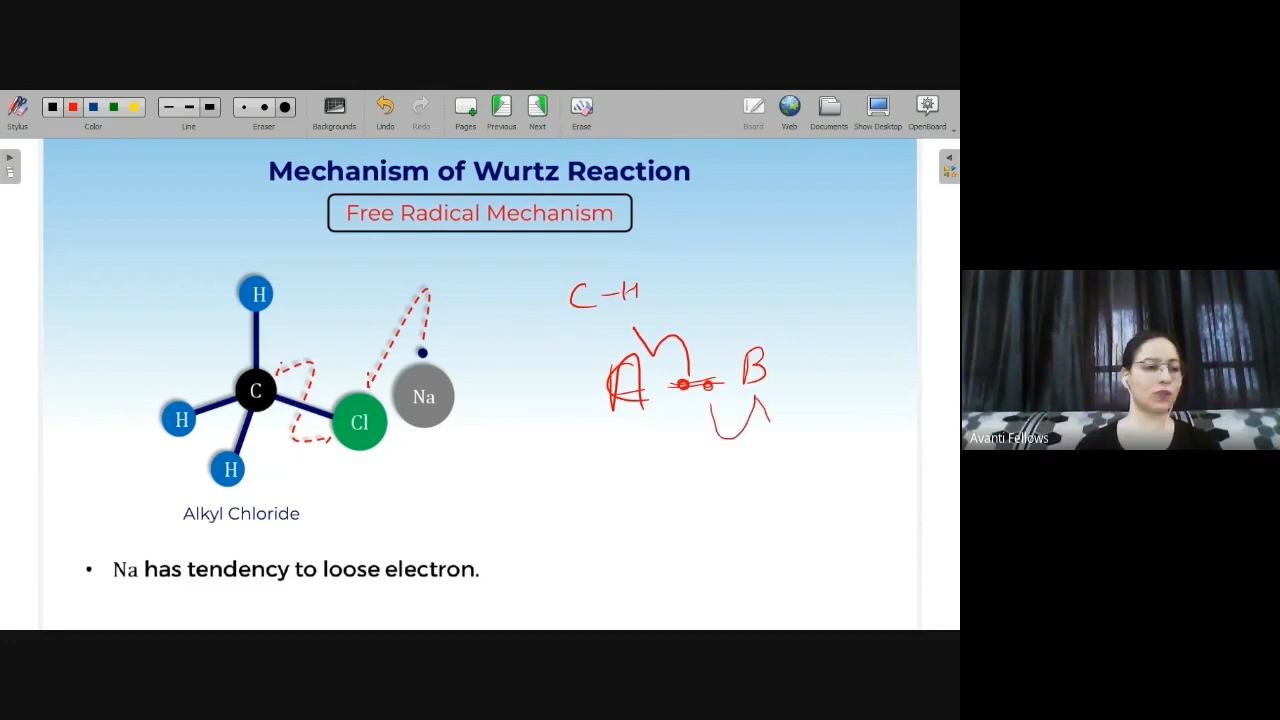 Stylus
Color
Line
Eraser
Backgrounds
Undo
Redo
Pages
Previous
Next
Erase
Board
Web
Documents
Show Desktop
OpenBoard
Mechanism of Wurtz Reaction
Free Radical Mechanism
H
C
H
H
Cl
Na
C-H
A
B
Alkyl Chloride
• Na has tendency to loose electron.
Avanti Fellows